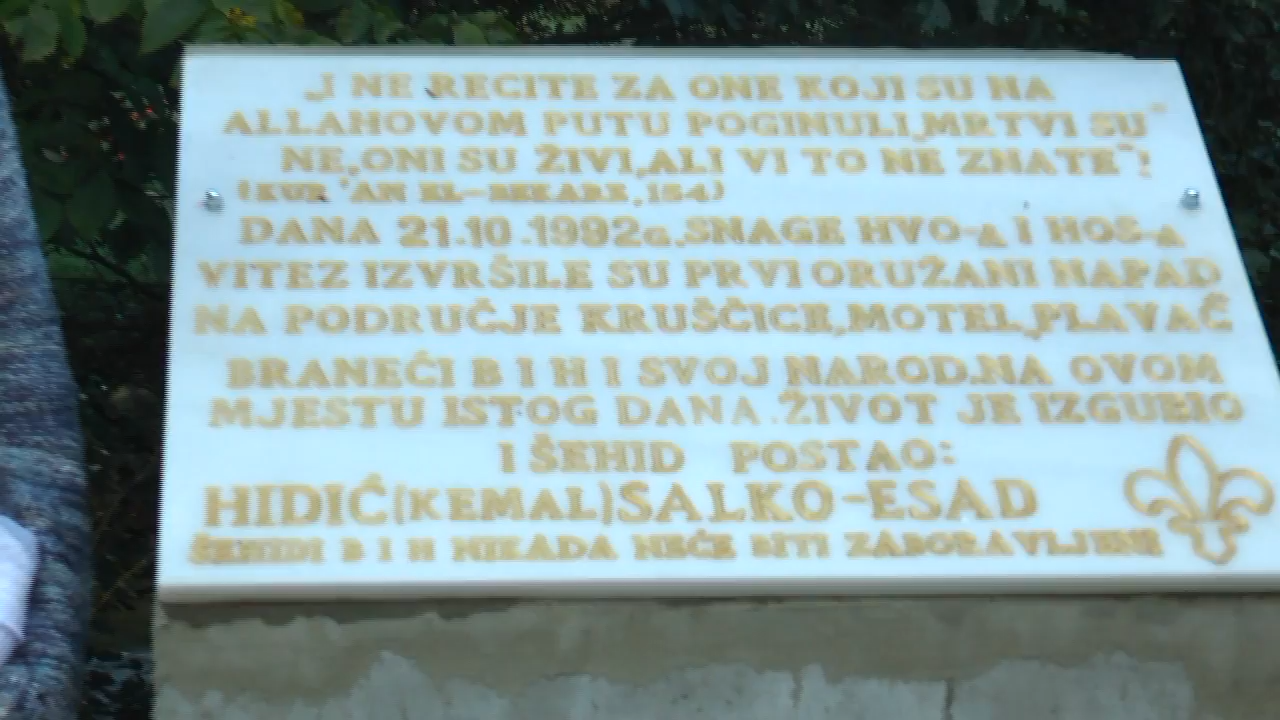 „I NE RECITE ZA ONE KOJI SU NA
ALLAHOVOM PUTU POGINULI,MRTVI SU"
NE,ONI SU ŽIVI,ALI VI TO NE ZNATE"!
(KUR'AN EL-BEKARE,154)
DANA 21.10.1992G.SNAGE HVO-A I HOS-A
VITEZ IZVRŠILE SU PRVI ORUŽANI NAPAD
NA PODRUČJE KRUŠČICE,MOTEL,PLAVAČ
BRANEĆI B I H I SVOJ NAROD.NA OVOM
MJESTU ISTOG DANA.ŽIVOT JE IZGUBIO
I ŠEHID POSTAO:
HIDIĆ(KEMAL)SALKO-ESAD
ŠEHIDI B I H NIKADA NEĆE BITI ZABORAVLJENI